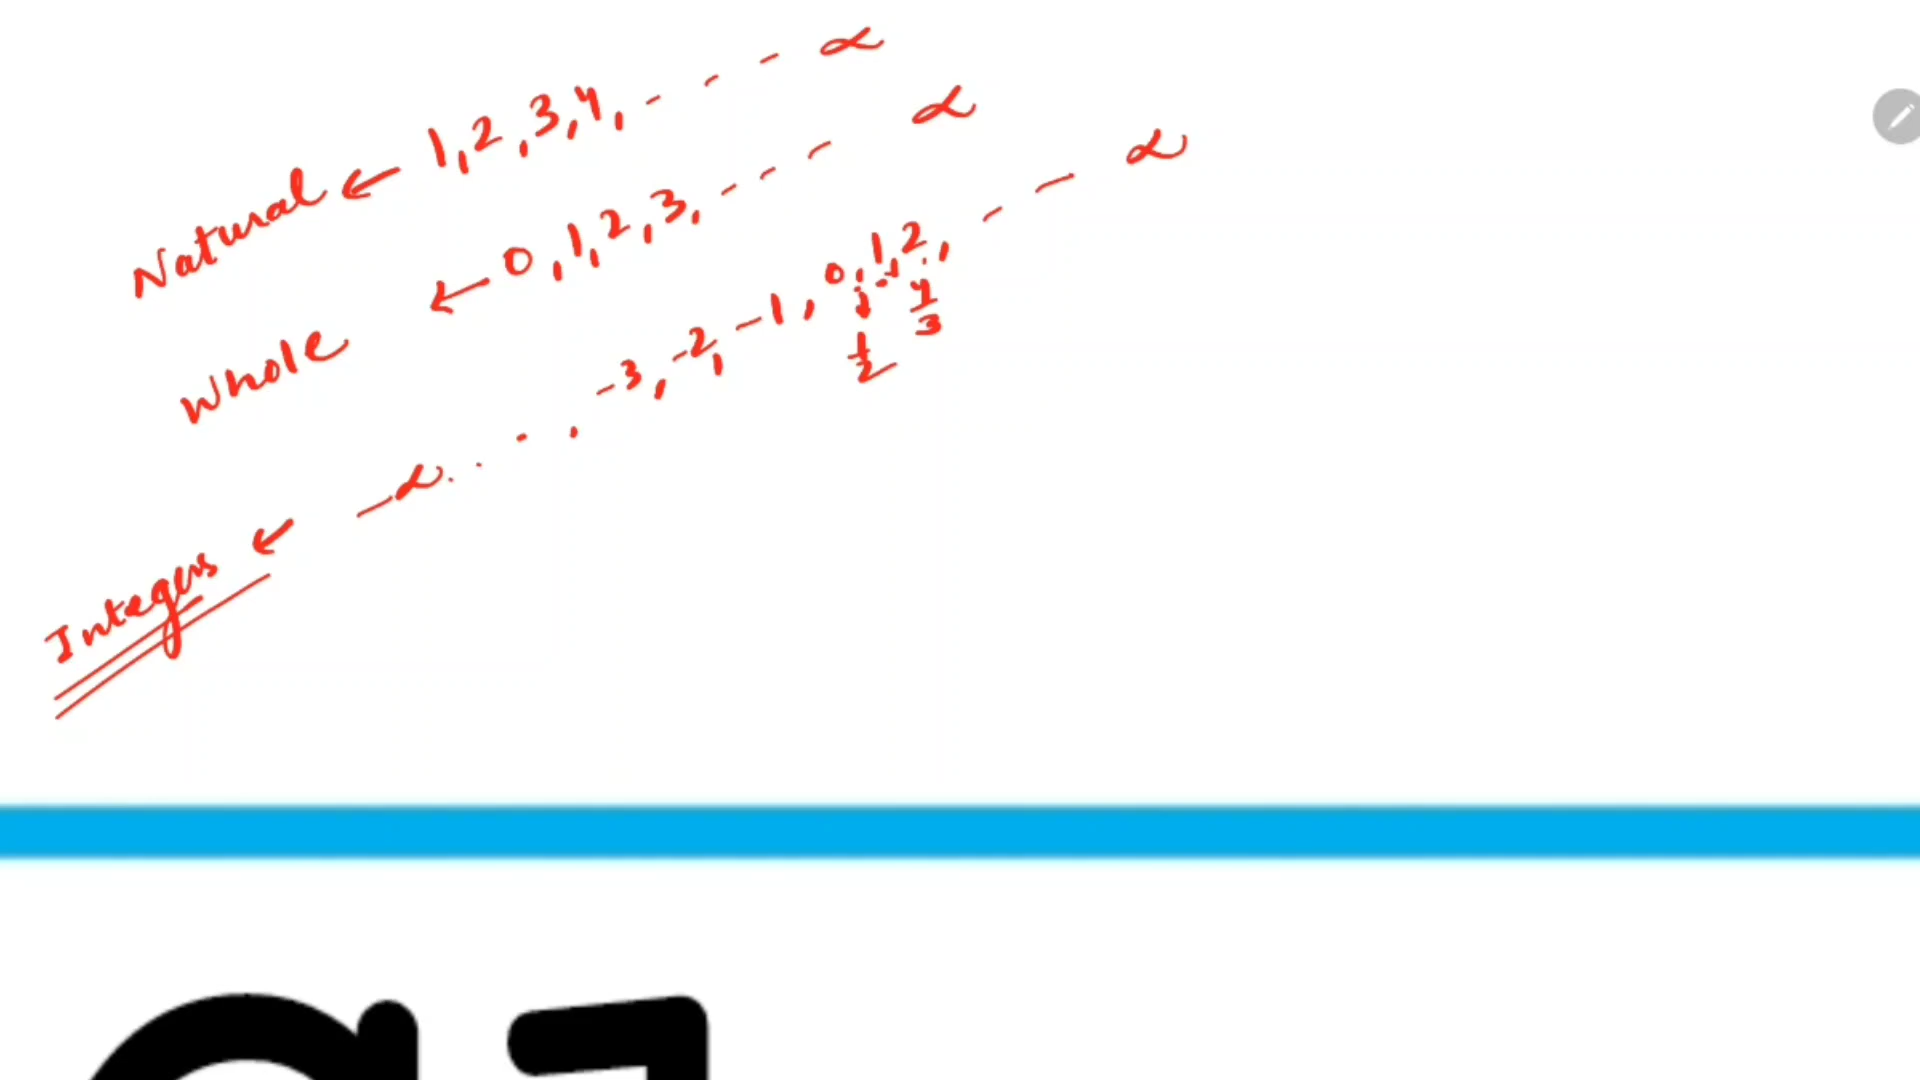 Natural ← 1, 2, 3, 4, - - - ∝
Whole ← 0, 1, 2, 3, - - - ∝
Integers ← -∝ . . . . -3, -2, -1, 0, 1, 2, - - ∝
1/2 4/3